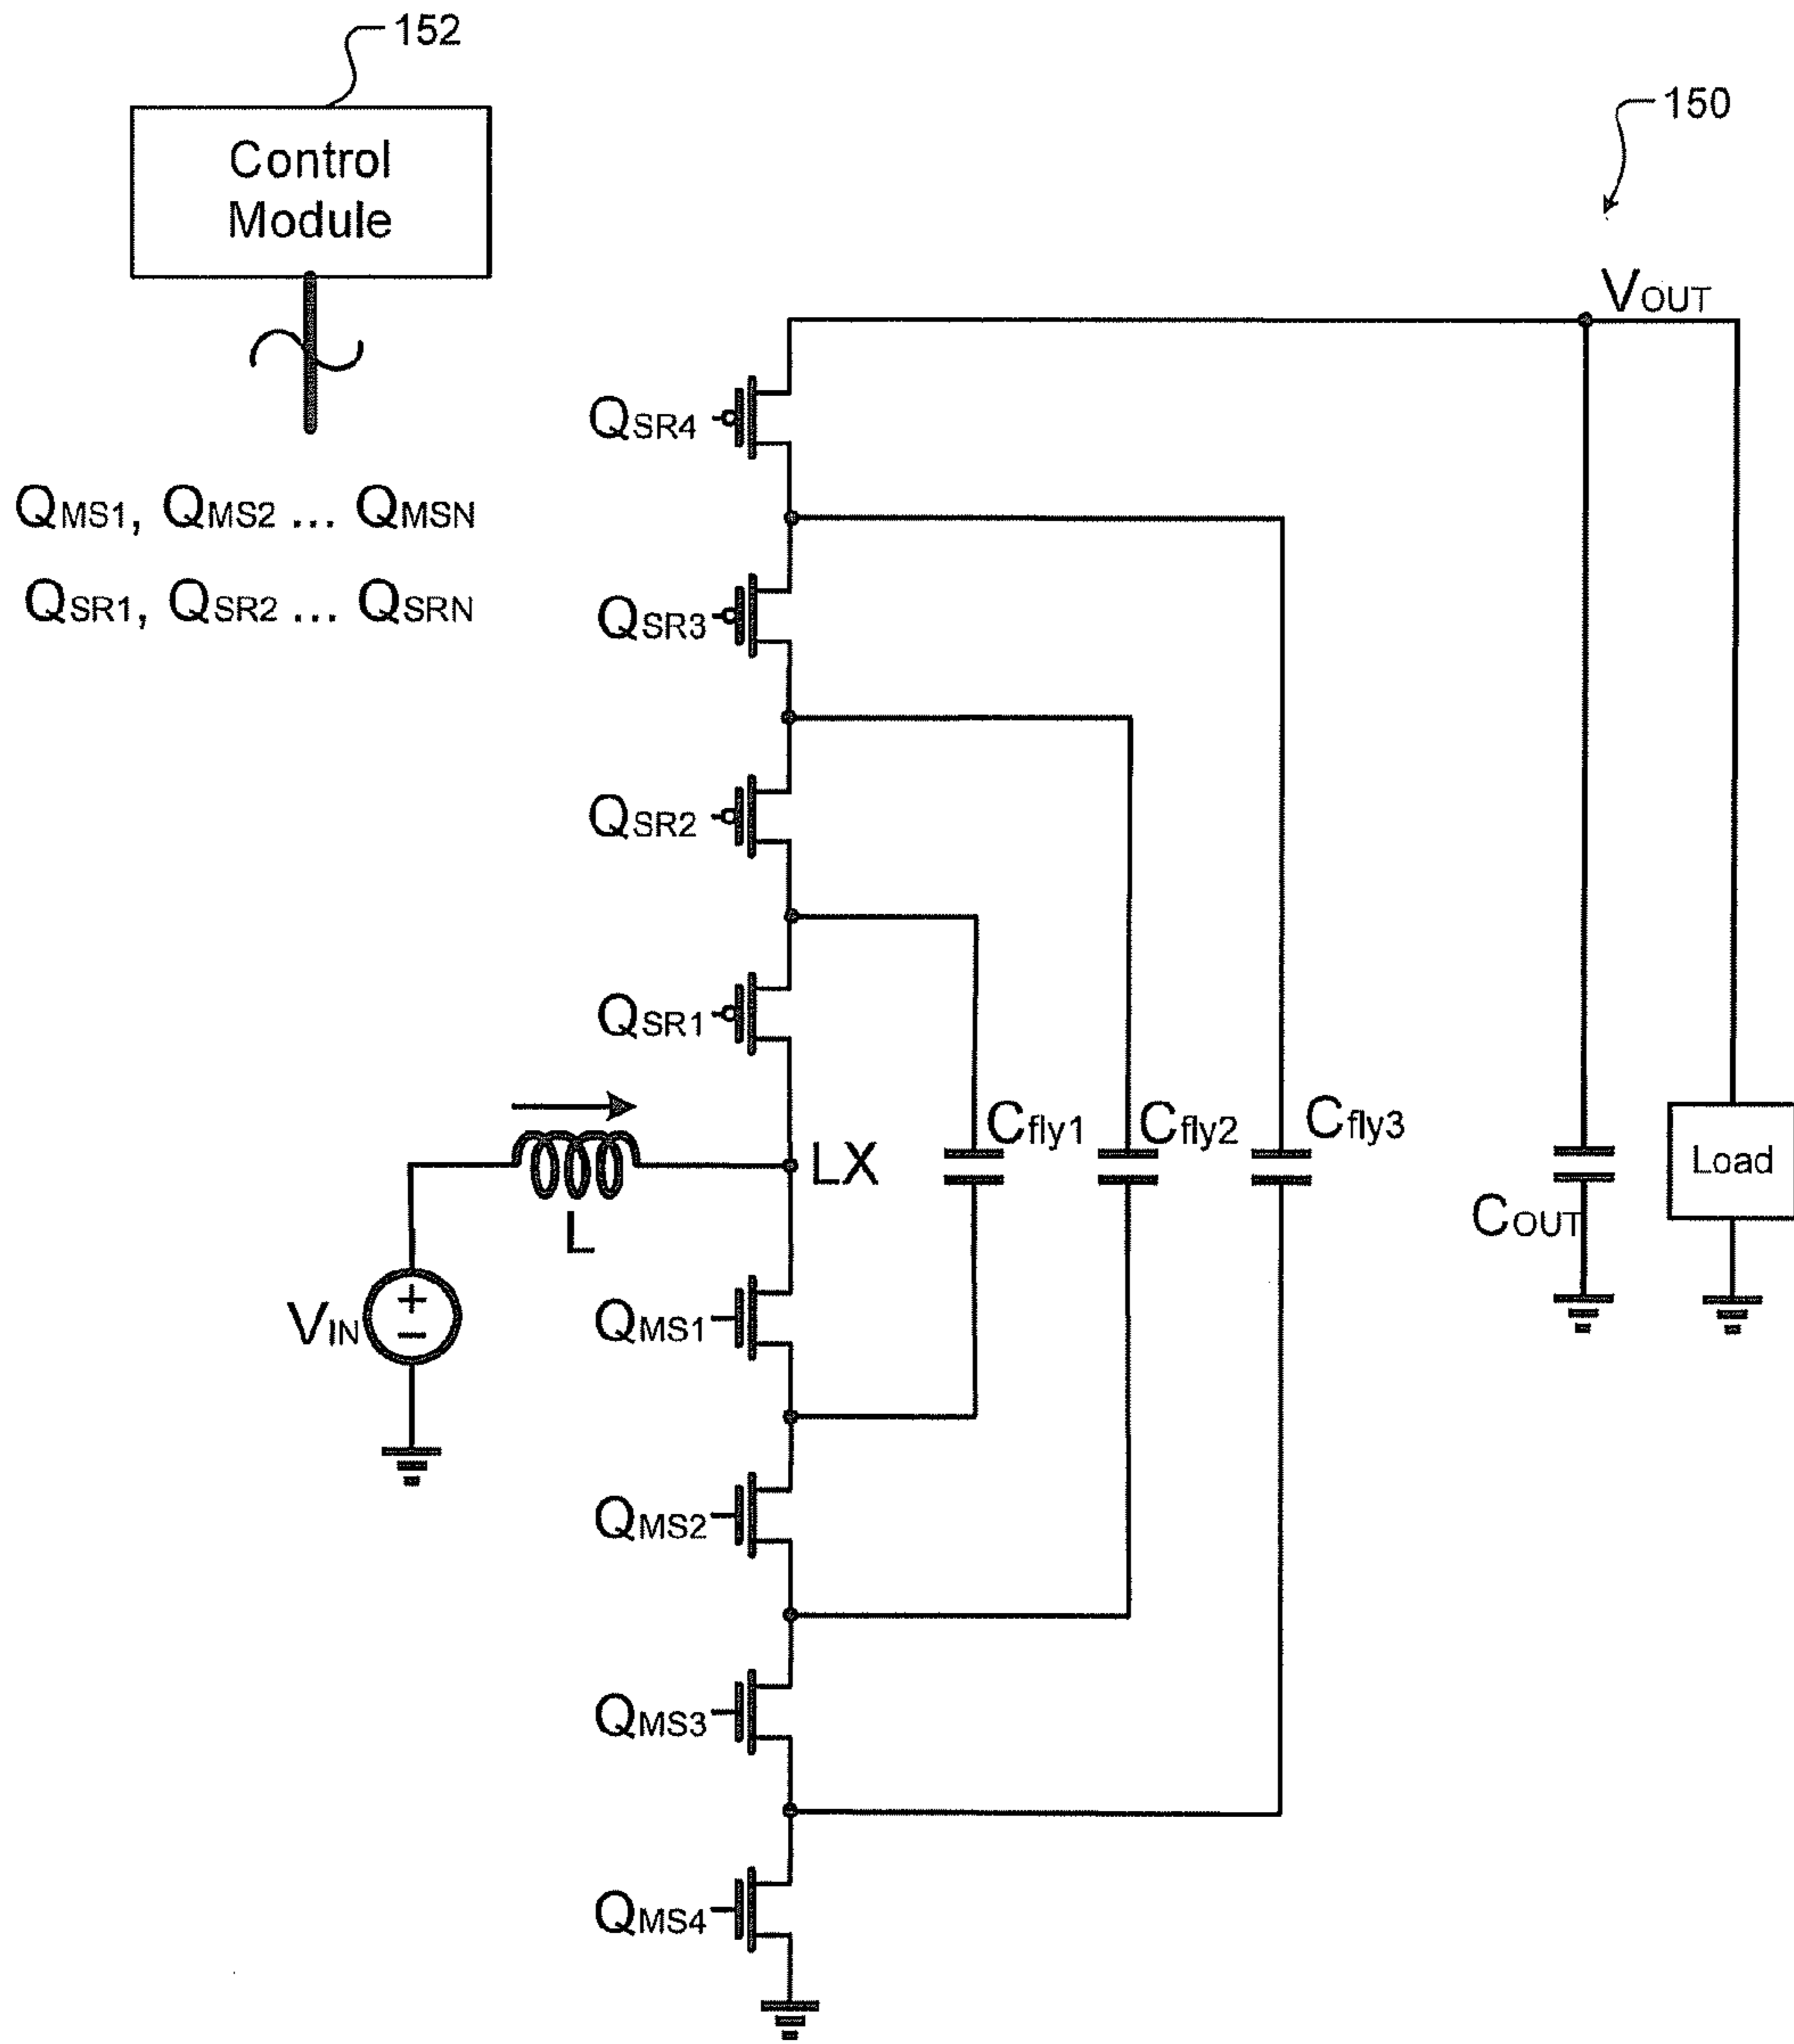 152
150
Control
Module
VOUT
QSR4
QMS1, QMS2 ... QMSN
QSR1, QSR2 ... QSRN
QSR3
QSR2
QSR1
Cfly1
Cfly2
Cfly3
LX
Load
COUT
L
+
−
VIN
QMS1
QMS2
QMS3
QMS4